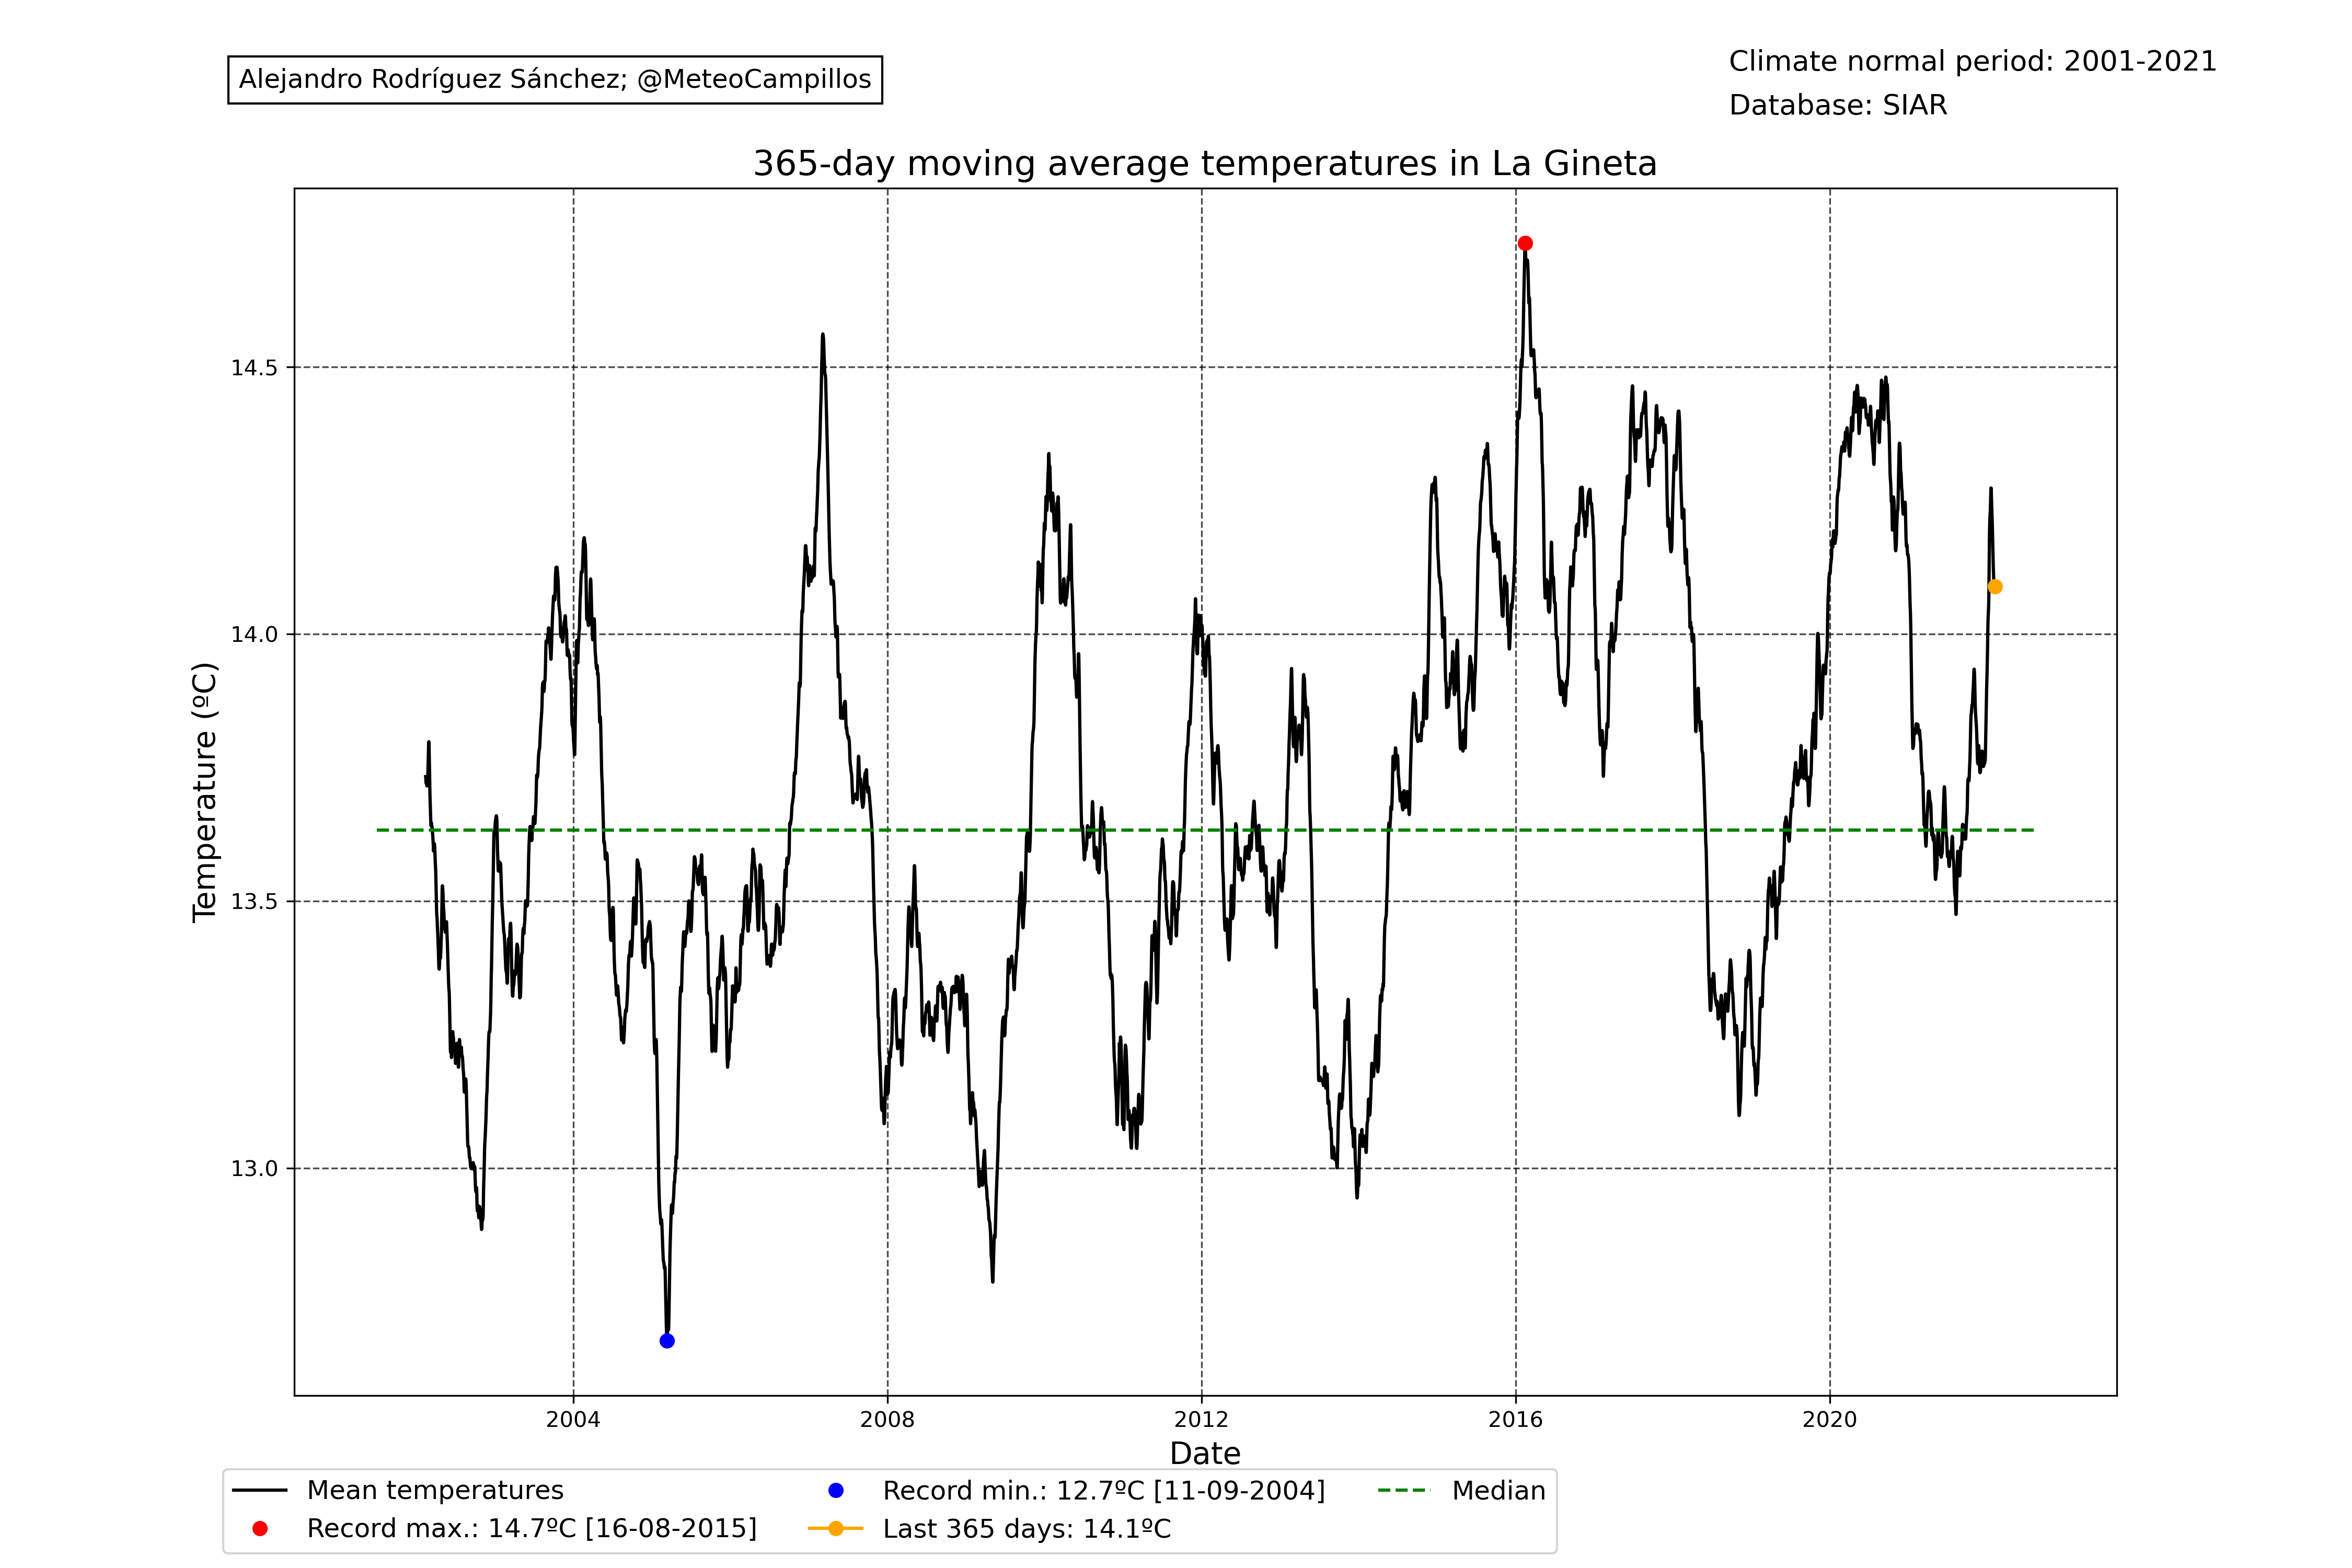 Alejandro Rodríguez Sánchez; @MeteoCampillos
Climate normal period: 2001-2021
Database: SIAR
365-day moving average temperatures in La Gineta
Temperature (ºC)
14.5
14.0
13.5
13.0
2004
2008
2012
2016
2020
Date
Mean temperatures
Record max.: 14.7ºC [16-08-2015]
Record min.: 12.7ºC [11-09-2004]
Last 365 days: 14.1ºC
Median